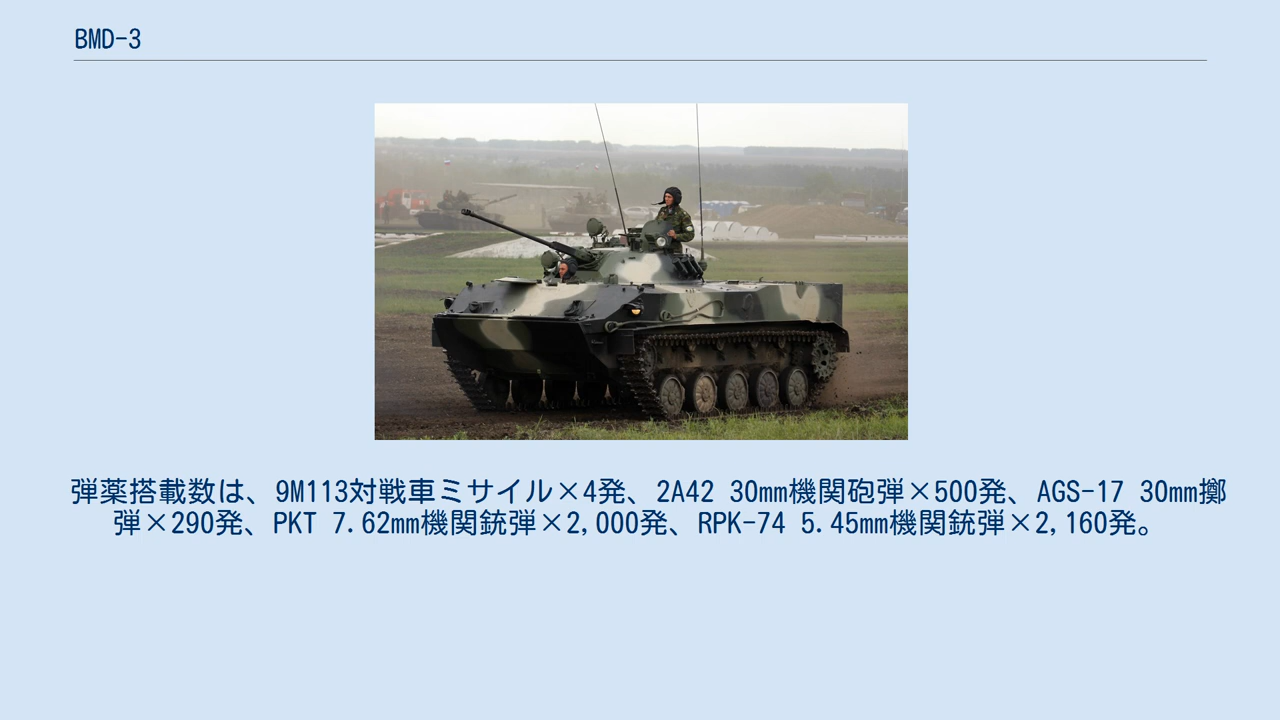 BMD-3
弾薬搭載数は、9M113対戦車ミサイル×4発、2A42 30mm機関砲弾×500発、AGS-17 30mm擲
弾×290発、PKT 7.62mm機関銃弾×2,000発、RPK-74 5.45mm機関銃弾×2,160発。